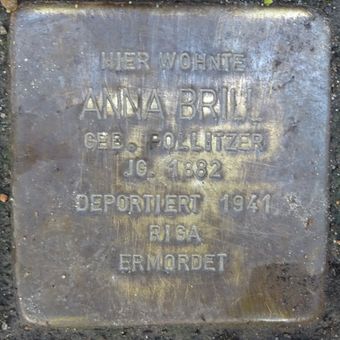 HIER WOHNTE
ANNA BRILL
GEB. POLLITZER
JG. 1882
DEPORTIERT 1941
RIGA
ERMORDET